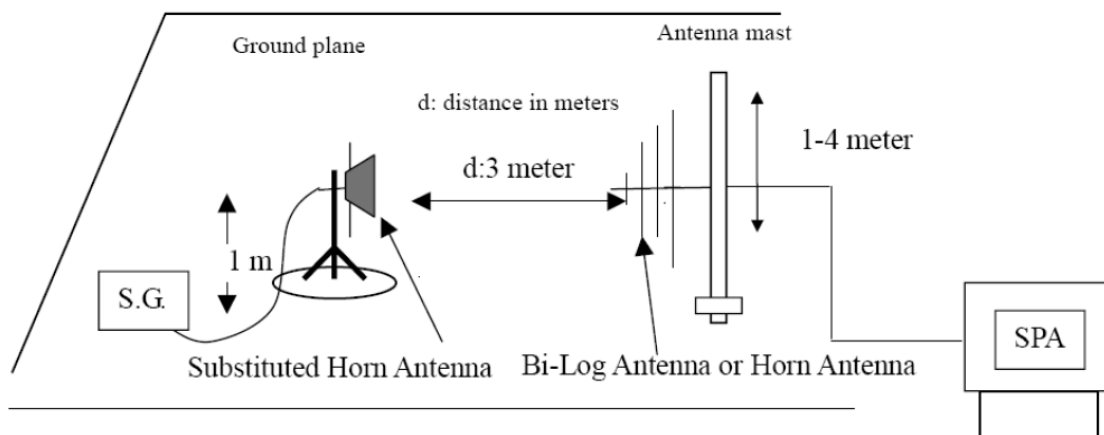 Ground plane
Antenna mast
d: distance in meters
d:3 meter
1-4 meter
1 m
S.G.
Substituted Horn Antenna
Bi-Log Antenna or Horn Antenna
SPA